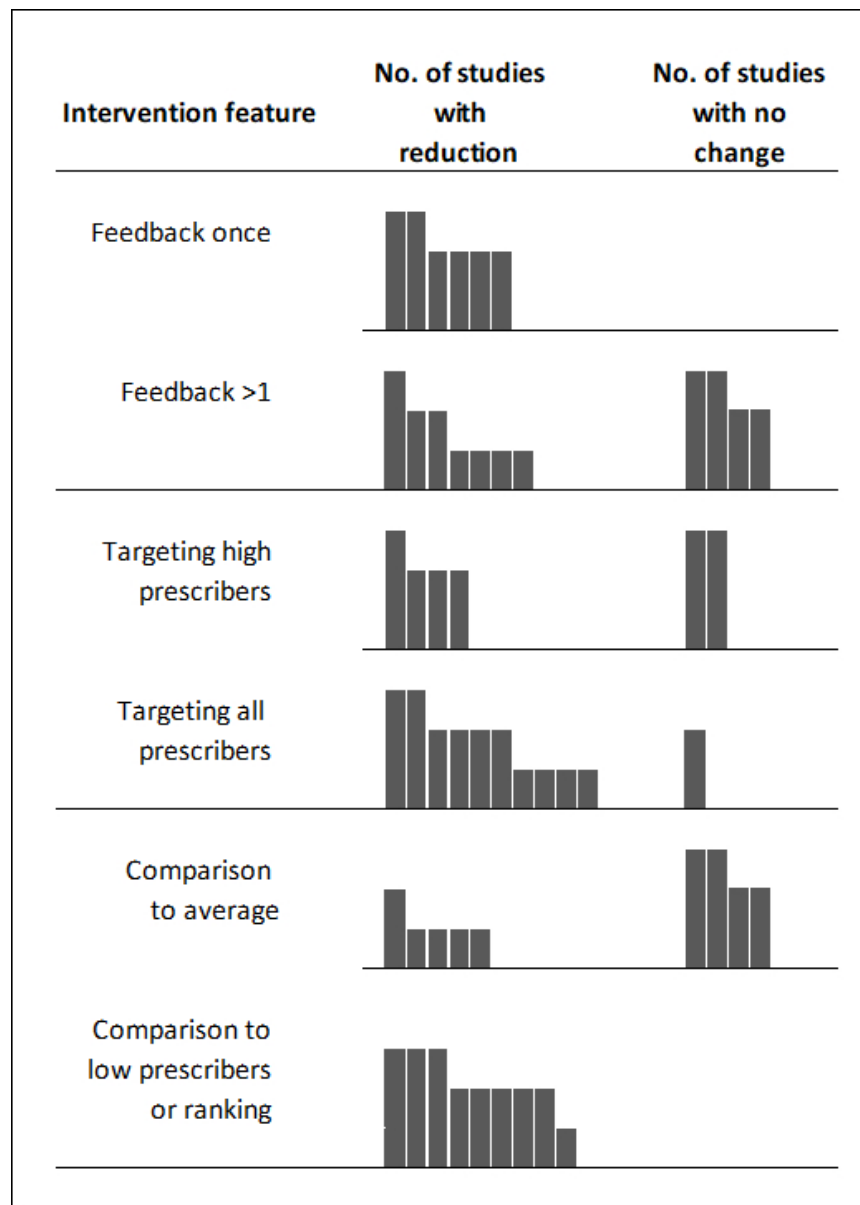 Intervention feature
No. of studies
with
reduction
No. of studies
with no
change
Feedback once
Feedback >1
Targeting high
prescribers
Targeting all
prescribers
Comparison
to average
Comparison to
low prescribers
or ranking